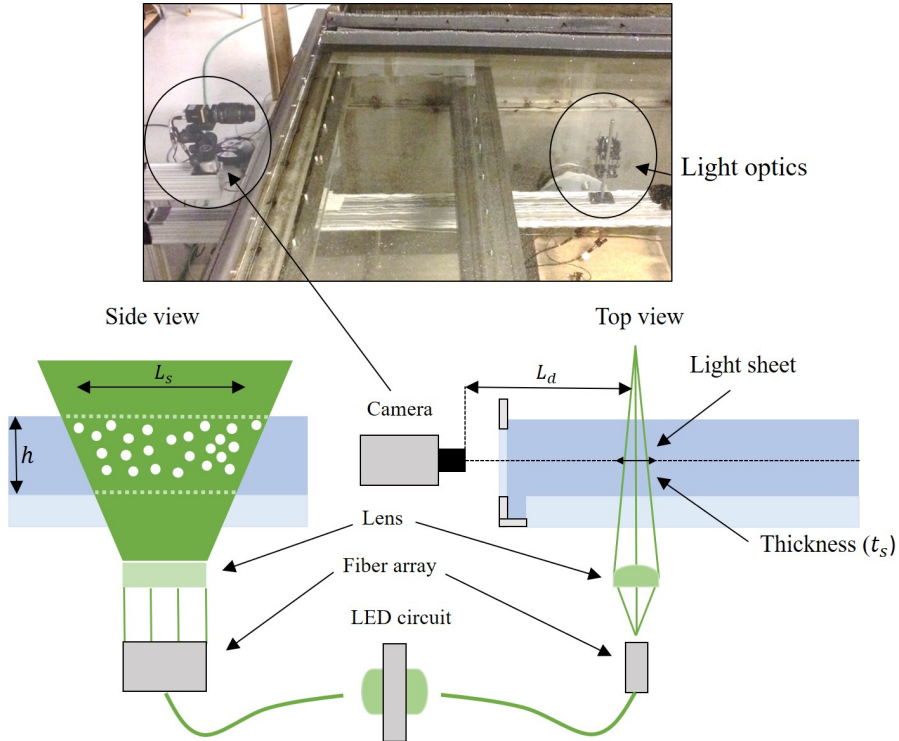 Light optics
Side view
Top view
L_s
L_d
Light sheet
Camera
h
Lens
Thickness (t_s)
Fiber array
LED circuit